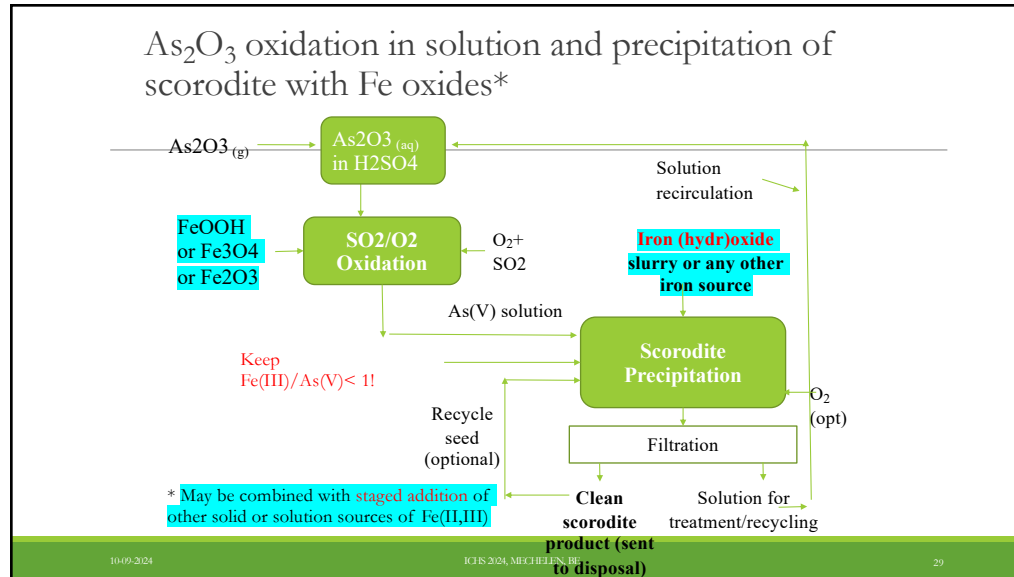 As₂O₃ oxidation in solution and precipitation of
scorodite with Fe oxides*
As2O3 (g)
As2O3 (aq)
in H2SO4
Solution
recirculation
FeOOH
or Fe3O4
or Fe2O3
SO2/O2
Oxidation
O₂+
SO2
Iron (hydr)oxide
slurry or any other
iron source
As(V) solution
Keep
Fe(III)/As(V)< 1!
Scorodite
Precipitation
O₂
(opt)
Recycle
seed
(optional)
Filtration
* May be combined with staged addition of
other solid or solution sources of Fe(II,III)
Clean
scorodite
product (sent
to disposal)
Solution for
treatment/recycling
10-09-2024
ICHS 2024, MECHELEN, BE
29